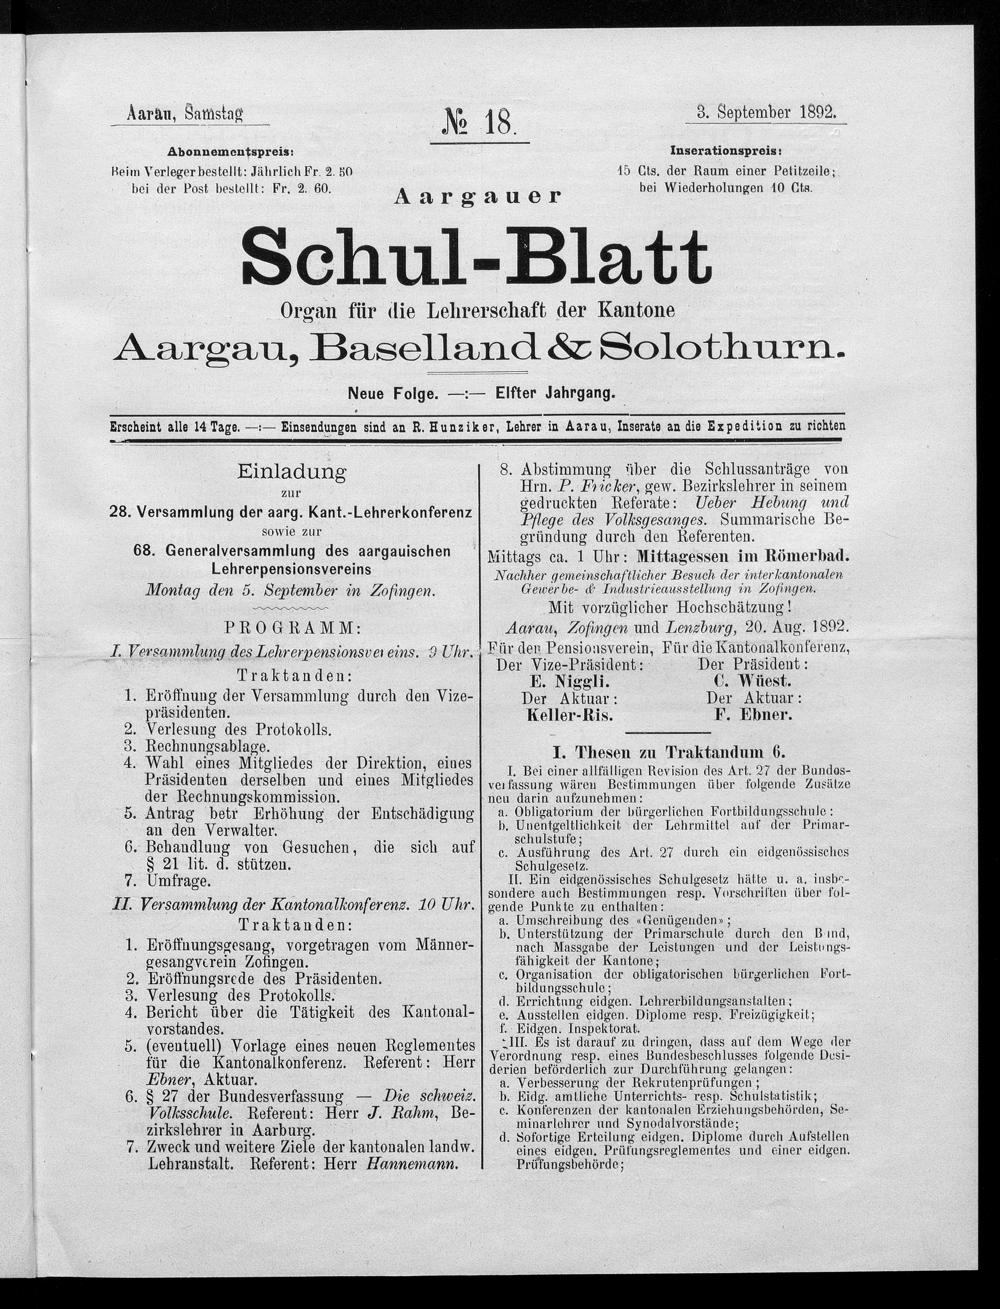 Aarau, Samstag
№ 18.
3. September 1892.
Abonnementspreis:
Beim Verleger bestellt: Jährlich Fr. 2. 50
bei der Post bestellt: Fr. 2. 60.
Inserationspreis:
15 Cts. der Raum einer Petitzeile;
bei Wiederholungen 10 Cts.
Aargauer
Schul-Blatt
Organ für die Lehrerschaft der Kantone
Aargau, Baselland & Solothurn.
Neue Folge. —:— Elfter Jahrgang.
Erscheint alle 14 Tage. —:— Einsendungen sind an R. Hunziker, Lehrer in Aarau, Inserate an die Expedition zu richten
Einladung
zur
28. Versammlung der aarg. Kant.-Lehrerkonferenz
sowie zur
68. Generalversammlung des aargauischen
Lehrerpensionsvereins
Montag den 5. September in Zofingen.
PROGRAMM:
I. Versammlung des Lehrerpensionsvereins. 9 Uhr.
Traktanden:
1. Eröffnung der Versammlung durch den Vize-
präsidenten.
2. Verlesung des Protokolls.
3. Rechnungsablage.
4. Wahl eines Mitgliedes der Direktion, eines
Präsidenten derselben und eines Mitgliedes
der Rechnungskommission.
5. Antrag betr Erhöhung der Entschädigung
an den Verwalter.
6. Behandlung von Gesuchen, die sich auf
§ 21 lit. d. stützen.
7. Umfrage.
II. Versammlung der Kantonalkonferenz. 10 Uhr.
Traktanden:
1. Eröffnungsgesang, vorgetragen vom Männer-
gesangverein Zofingen.
2. Eröffnungsrede des Präsidenten.
3. Verlesung des Protokolls.
4. Bericht über die Tätigkeit des Kantonal-
vorstandes.
5. (eventuell) Vorlage eines neuen Reglementes
für die Kantonalkonferenz. Referent: Herr
Ebner, Aktuar.
6. § 27 der Bundesverfassung — Die schweiz.
Volksschule. Referent: Herr J. Rahm, Be-
zirkslehrer in Aarburg.
7. Zweck und weitere Ziele der kantonalen landw.
Lehranstalt. Referent: Herr Hannemann.
8. Abstimmung über die Schlussanträge von
Hrn. P. Fricker, gew. Bezirkslehrer in seinem
gedruckten Referate: Ueber Hebung und
Pflege des Volksgesanges. Summarische Be-
gründung durch den Referenten.
Mittags ca. 1 Uhr: Mittagessen im Römerbad.
Nachher gemeinschaftlicher Besuch der interkantonalen
Gewerbe- & Industrieausstellung in Zofingen.
Mit vorzüglicher Hochschätzung!
Aarau, Zofingen und Lenzburg, 20. Aug. 1892.
Für den Pensionsverein, Für die Kantonalkonferenz,
Der Vize-Präsident: Der Präsident:
E. Niggli. C. Wüest.
Der Aktuar: Der Aktuar:
Keller-Ris. F. Ebner.
I. Thesen zu Traktandum 6.
I. Bei einer allfälligen Revision des Art. 27 der Bundes-
verfassung wären Bestimmungen über folgende Zusätze
neu darin aufzunehmen:
a. Obligatorium der bürgerlichen Fortbildungsschule:
b. Unentgeltlichkeit der Lehrmittel auf der Primar-
schulstufe;
c. Ausführung des Art. 27 durch ein eidgenössisches
Schulgesetz.
II. Ein eidgenössisches Schulgesetz hätte u. a. insbe-
sondere auch Bestimmungen resp. Vorschriften über fol-
gende Punkte zu enthalten:
a. Umschreibung des «Genügenden»;
b. Unterstützung der Primarschule durch den Bund,
nach Massgabe der Leistungen und der Leistungs-
fähigkeit der Kantone;
c. Organisation der obligatorischen bürgerlichen Fort-
bildungsschule;
d. Errichtung eidgen. Lehrerbildungsanstalten;
e. Ausstellen eidgen. Diplome resp. Freizügigkeit;
f. Eidgen. Inspektorat.
III. Es ist darauf zu dringen, dass auf dem Wege der
Verordnung resp. eines Bundesbeschlusses folgende Desi-
derien beförderlich zur Durchführung gelangen:
a. Verbesserung der Rekrutenprüfungen;
b. Eidg. amtliche Unterrichts- resp. Schulstatistik;
c. Konferenzen der kantonalen Erziehungsbehörden, Se-
minarlehrer und Synodalvorstände;
d. Sofortige Erteilung eidgen. Diplome durch Aufstellen
eines eidgen. Prüfungsreglementes und einer eidgen.
Prüfungsbehörde;